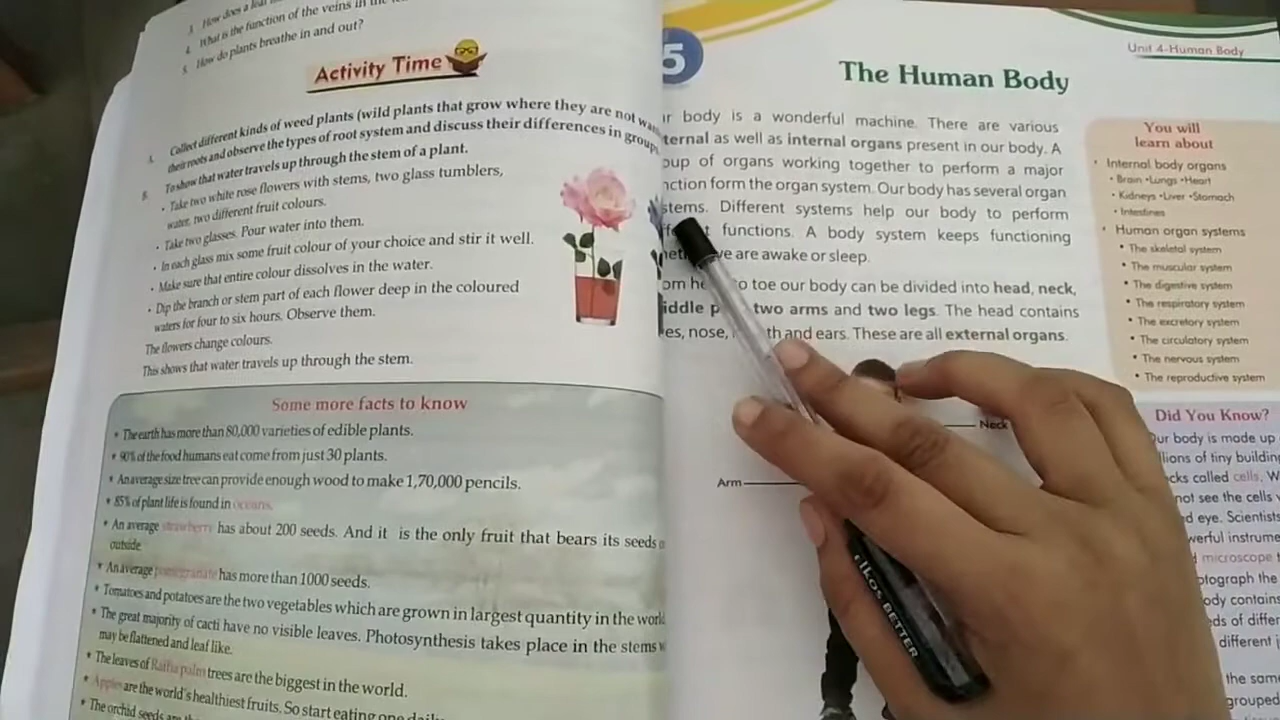 3. How does a leaf
4. What is the function of the veins in the
5. How do plants breathe in and out?
Activity Time
Collect different kinds of weed plants (wild plants that grow where they are not
their roots and observe the types of root system and discuss their differences in group
To show that water travels up through the stem of a plant.
• Take two white rose flowers with stems, two glass tumblers,
water, two different fruit colours.
• Take two glasses. Pour water into them.
• In each glass mix some fruit colour of your choice and stir it well.
• Make sure that entire colour dissolves in the water.
• Dip the branch or stem part of each flower deep in the coloured
waters for four to six hours. Observe them.
The flowers change colours.
This shows that water travels up through the stem.
Some more facts to know
* The earth has more than 80,000 varieties of edible plants.
* 90% of the food humans eat come from just 30 plants.
* An average size tree can provide enough wood to make 1,70,000 pencils.
* 85% of plant life is found in oceans.
* An average strawberry has about 200 seeds. And it is the only fruit that bears its seeds
outside.
* An average pomegranate has more than 1000 seeds.
* Tomatoes and potatoes are the two vegetables which are grown in largest quantity in the
* The great majority of cacti have no visible leaves. Photosynthesis takes place in the stems
may be flattened and leaf like.
* The leaves of Raffia palm trees are the biggest in the world.
* Apples are the world's healthiest fruits. So start eating one daily
* The orchid seeds are
5
Unit 4-Human Body
The Human Body
body is a wonderful machine. There are various
as well as internal organs present in our body. A
of organs working together to perform a major
form the organ system. Our body has several organ
Different systems help our body to perform
functions. A body system keeps functioning
we are awake or sleep.
to toe our body can be divided into head, neck,
two arms and two legs. The head contains
nose, and ears. These are all external organs.
Neck
Arm
You will
learn about
• Internal body organs
• Brain •Lungs •Heart
• Kidneys •Liver •Stomach
• Intestines
• Human organ systems
• The skeletal system
• The muscular system
• The digestive system
• The respiratory system
• The excretory system
• The circulatory system
• The nervous system
• The reproductive system
Did You Know?
Our body is made up
of tiny building
called cells. W
not see the cells
eye. Scientists
microscope
the
contains
of differ
different
the same
grouped
elkos BETTER